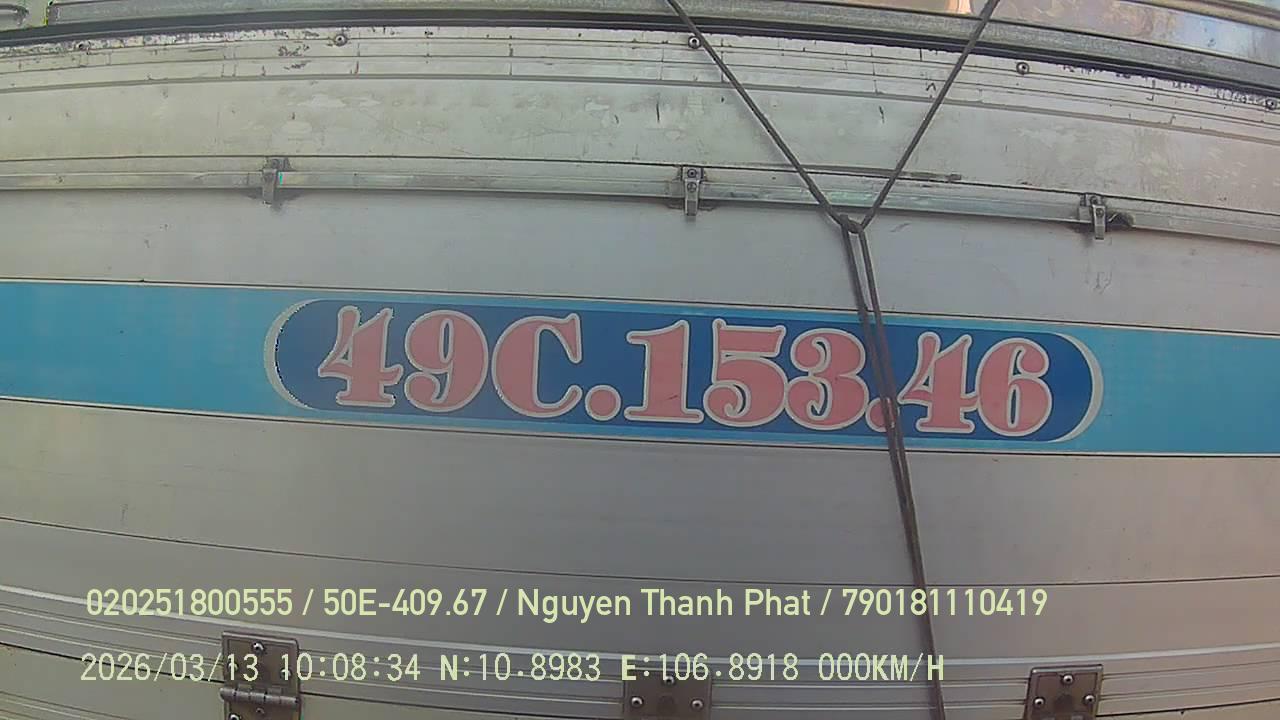 49C.153.46
020251800555 / 50E-409.67 / Nguyen Thanh Phat / 790181110419
2026/03/13 10:08:34 N:10.8983 E:106.8918 000KM/H